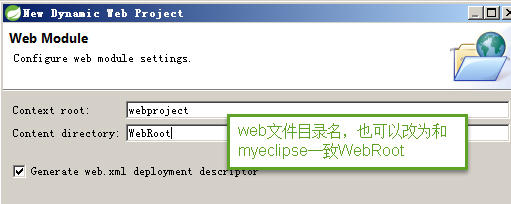 New Dynamic Web Project
Web Module
Configure web module settings.
Context root: webproject
Content directory: WebRoot
web文件目录名，也可以改为和
myeclipse一致WebRoot
Generate web.xml deployment descriptor